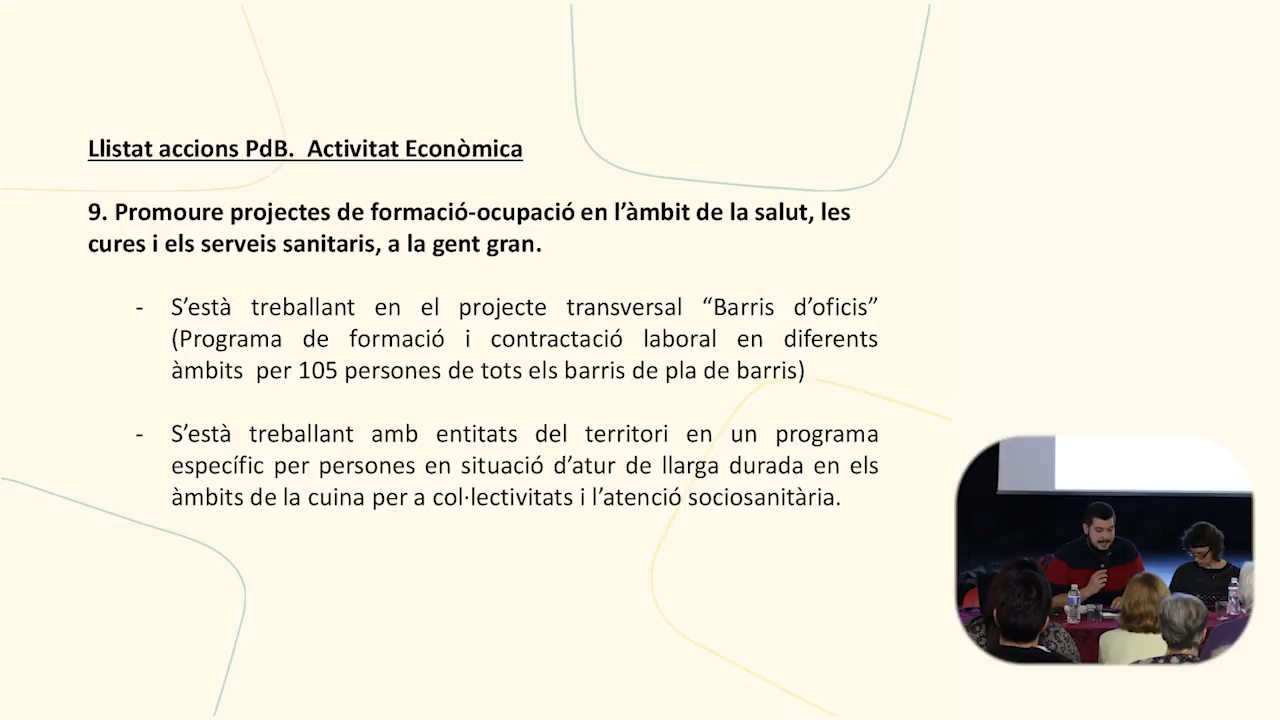 Llistat accions PdB.  Activitat Econòmica
9. Promoure projectes de formació-ocupació en l’àmbit de la salut, les
cures i els serveis sanitaris, a la gent gran.
- S’està treballant en el projecte transversal “Barris d’oficis”
(Programa de formació i contractació laboral en diferents
àmbits  per 105 persones de tots els barris de pla de barris)
- S’està treballant amb entitats del territori en un programa
específic per persones en situació d’atur de llarga durada en els
àmbits de la cuina per a col·lectivitats i l’atenció sociosanitària.